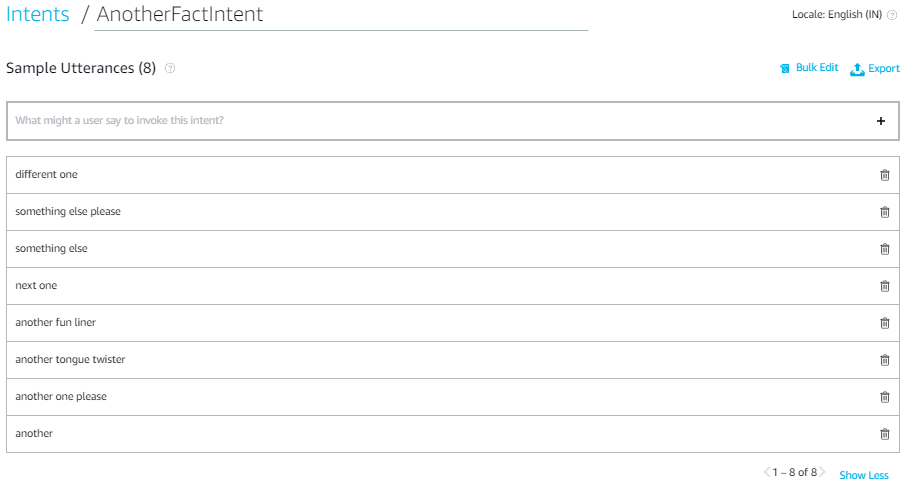 Intents / AnotherFactIntent
Locale: English (IN) ?
Sample Utterances (8) ?
Bulk Edit Export
What might a user say to invoke this intent? +
different one
something else please
something else
next one
another fun liner
another tongue twister
another one please
another
< 1 – 8 of 8 > Show Less